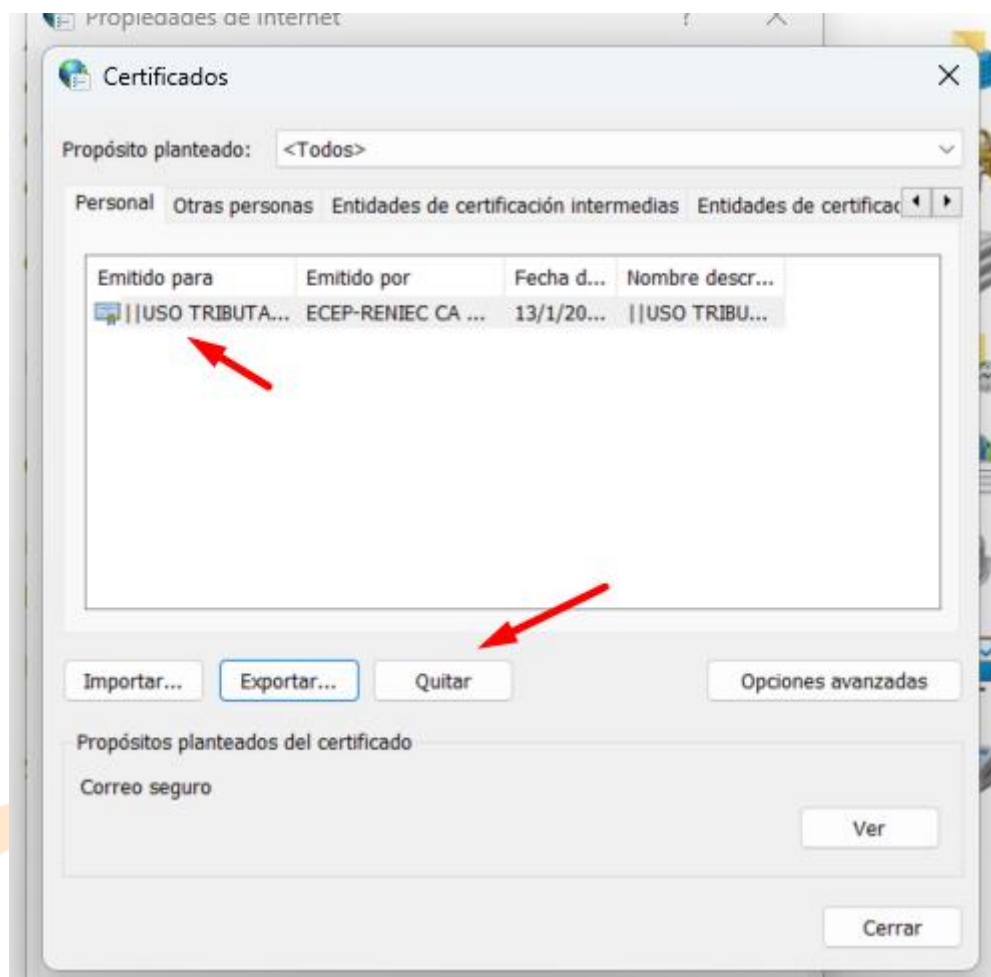 Propiedades de Internet
Certificados
Propósito planteado: <Todos>
Personal Otras personas Entidades de certificación intermedias Entidades de certificac
Emitido para Emitido por Fecha d... Nombre descr...
||USO TRIBUTA... ECEP-RENIEC CA ... 13/1/20... ||USO TRIBU...
Importar... Exportar... Quitar Opciones avanzadas
Propósitos planteados del certificado
Correo seguro
Ver
Cerrar